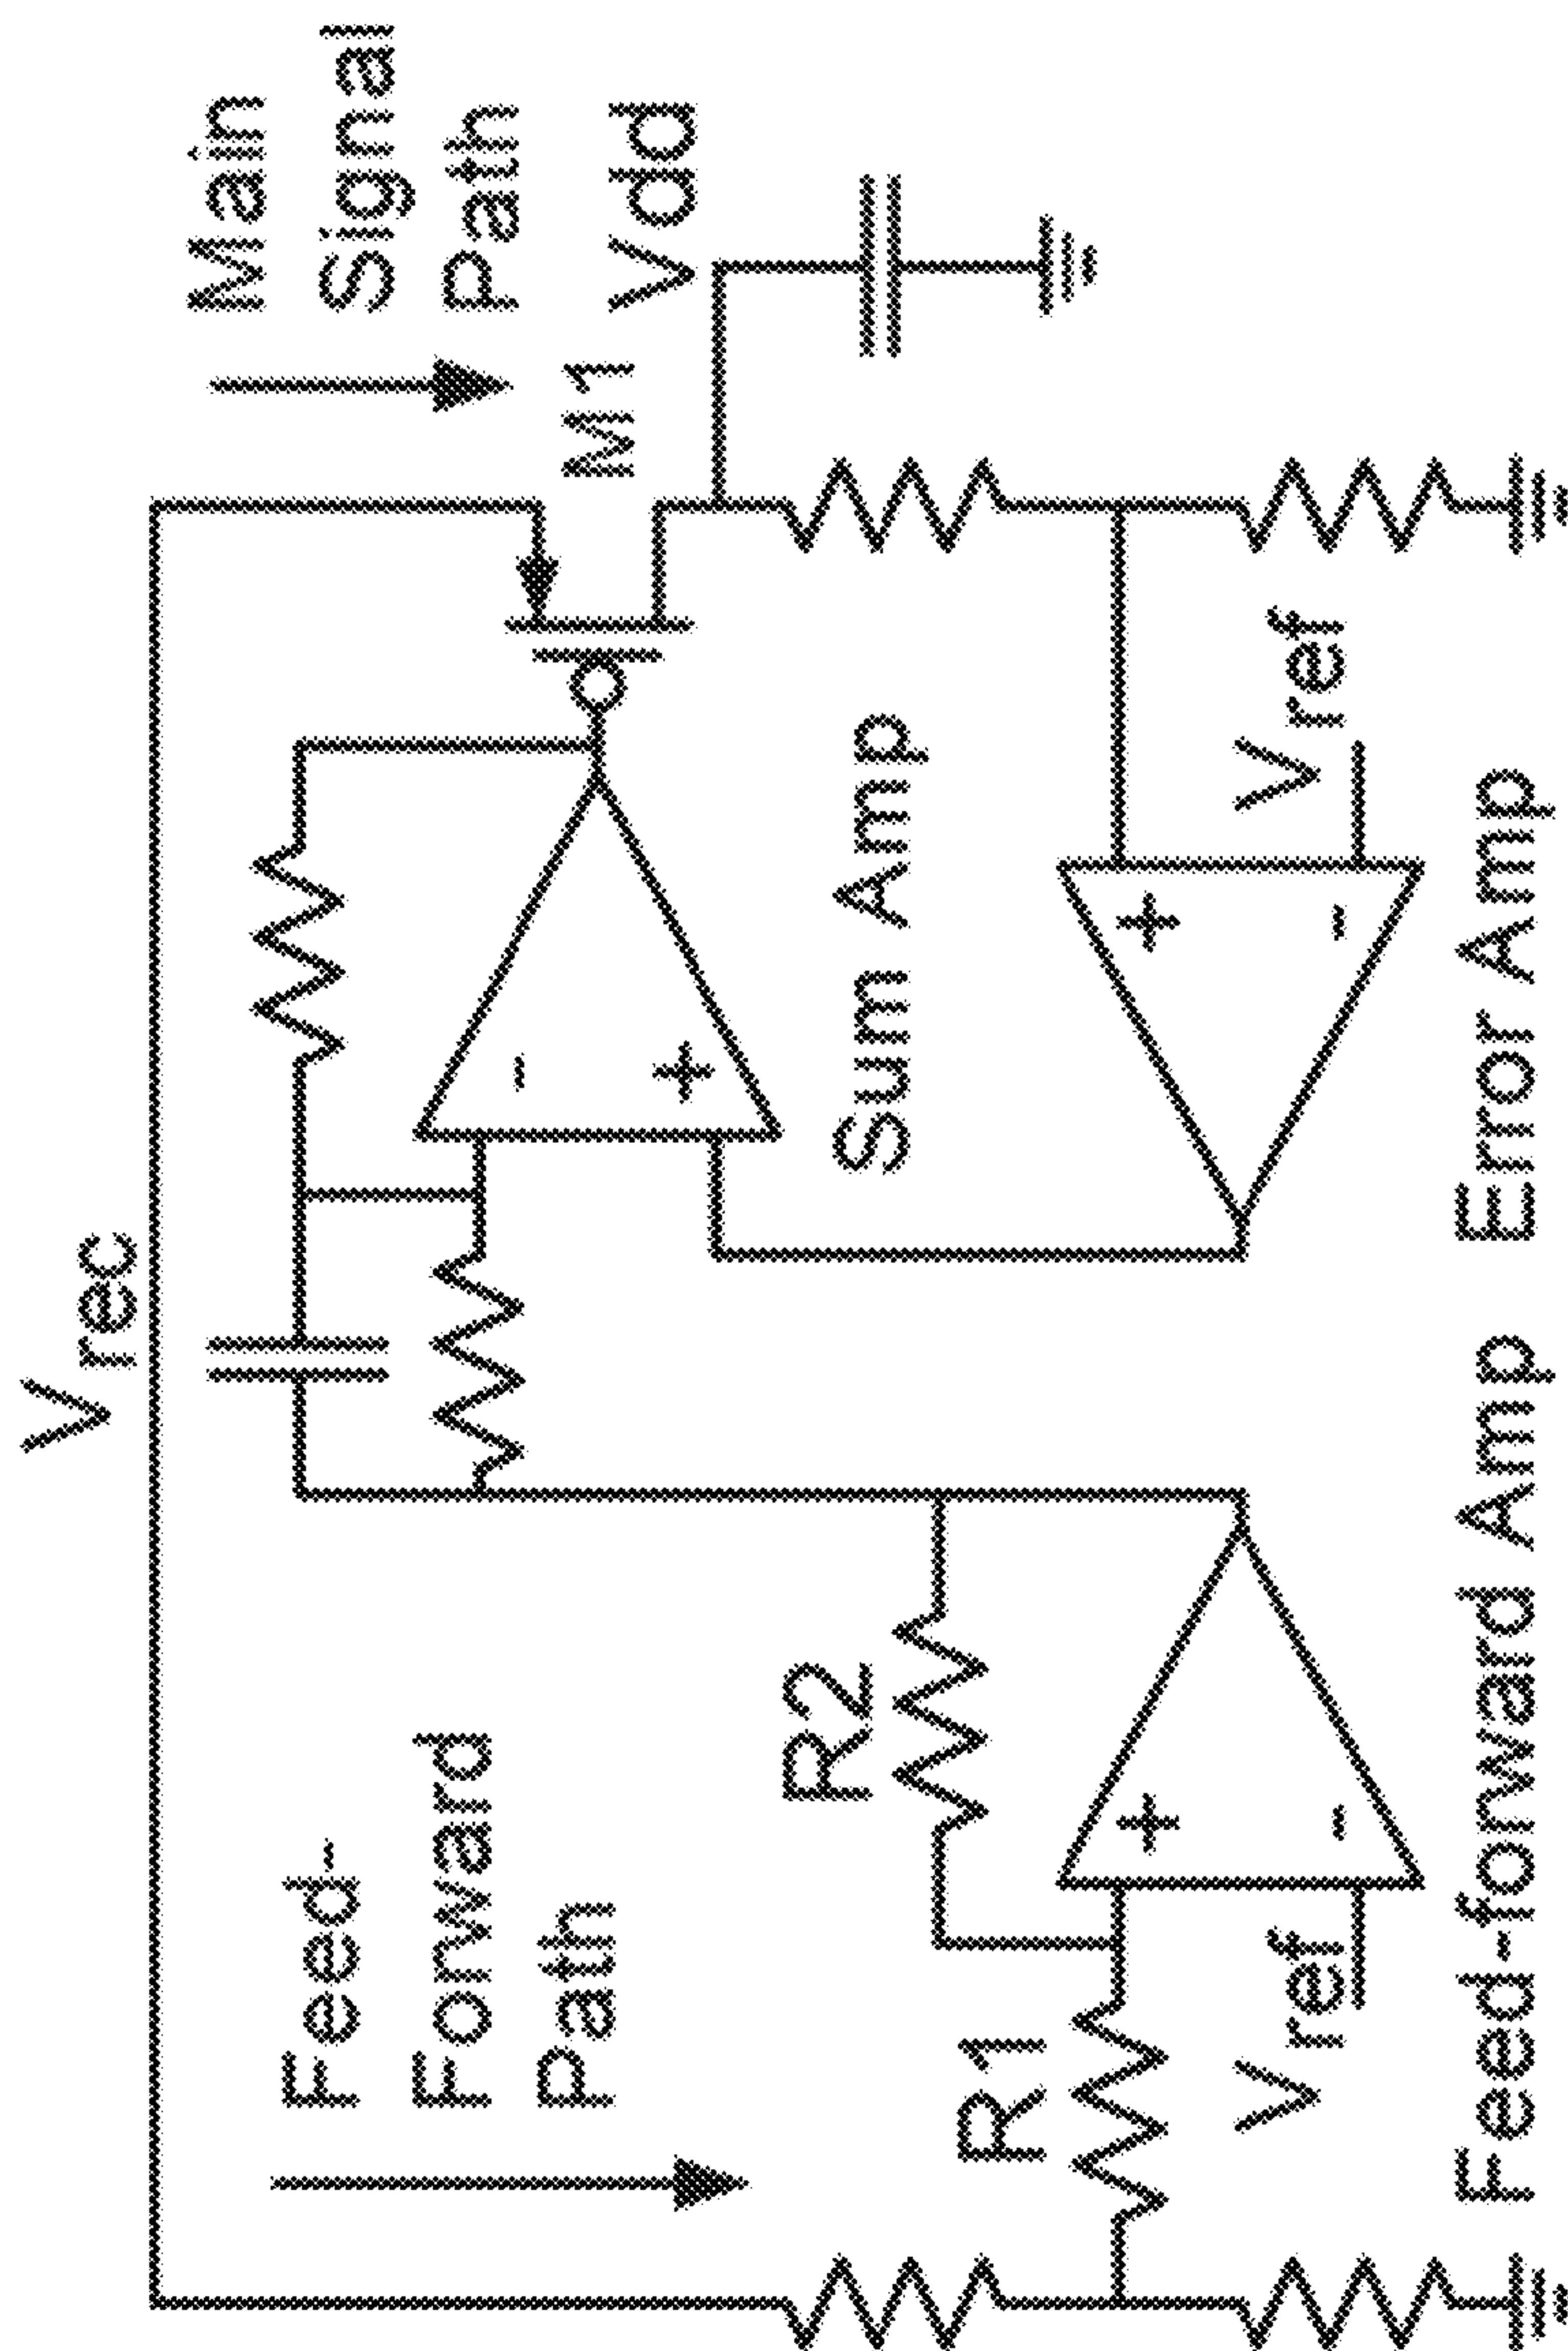 Vrec
Feed-
Forward
Path
Main
Signal
Path
Vdd
M1
-
+
Sum Amp
R2
R1
+
-
Vref
Feed-forward Amp
+
-
Vref
Error Amp